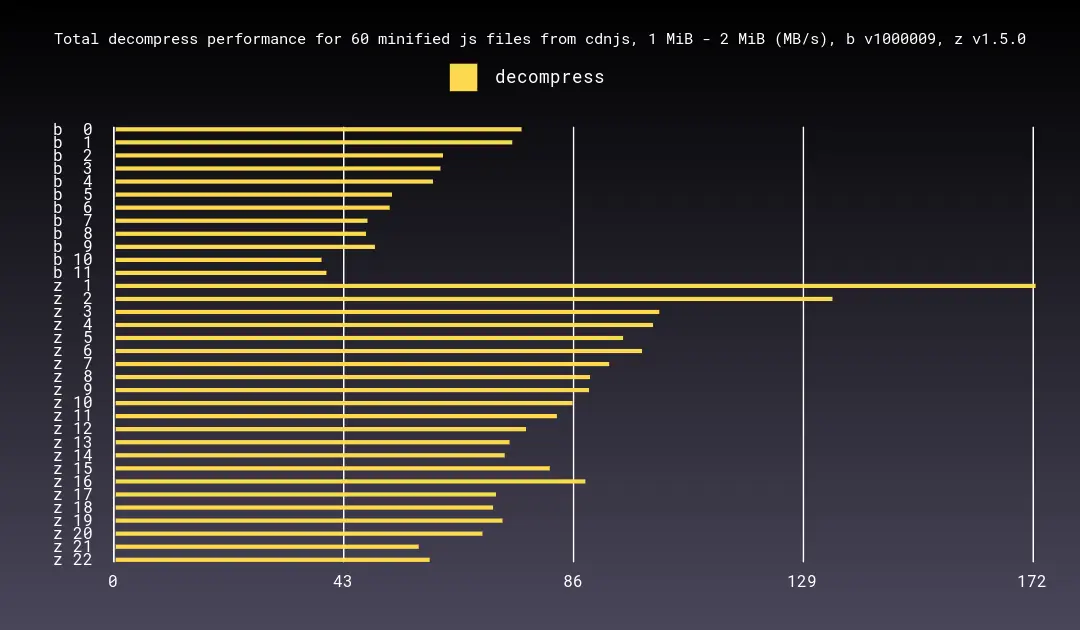 Total decompress performance for 60 minified js files from cdnjs, 1 MiB - 2 MiB (MB/s), b v1000009, z v1.5.0
decompress
b 0
b 1
b 2
b 3
b 4
b 5
b 6
b 7
b 8
b 9
b 10
b 11
z 1
z 2
z 3
z 4
z 5
z 6
z 7
z 8
z 9
z 10
z 11
z 12
z 13
z 14
z 15
z 16
z 17
z 18
z 19
z 20
z 21
z 22
0 43 86 129 172